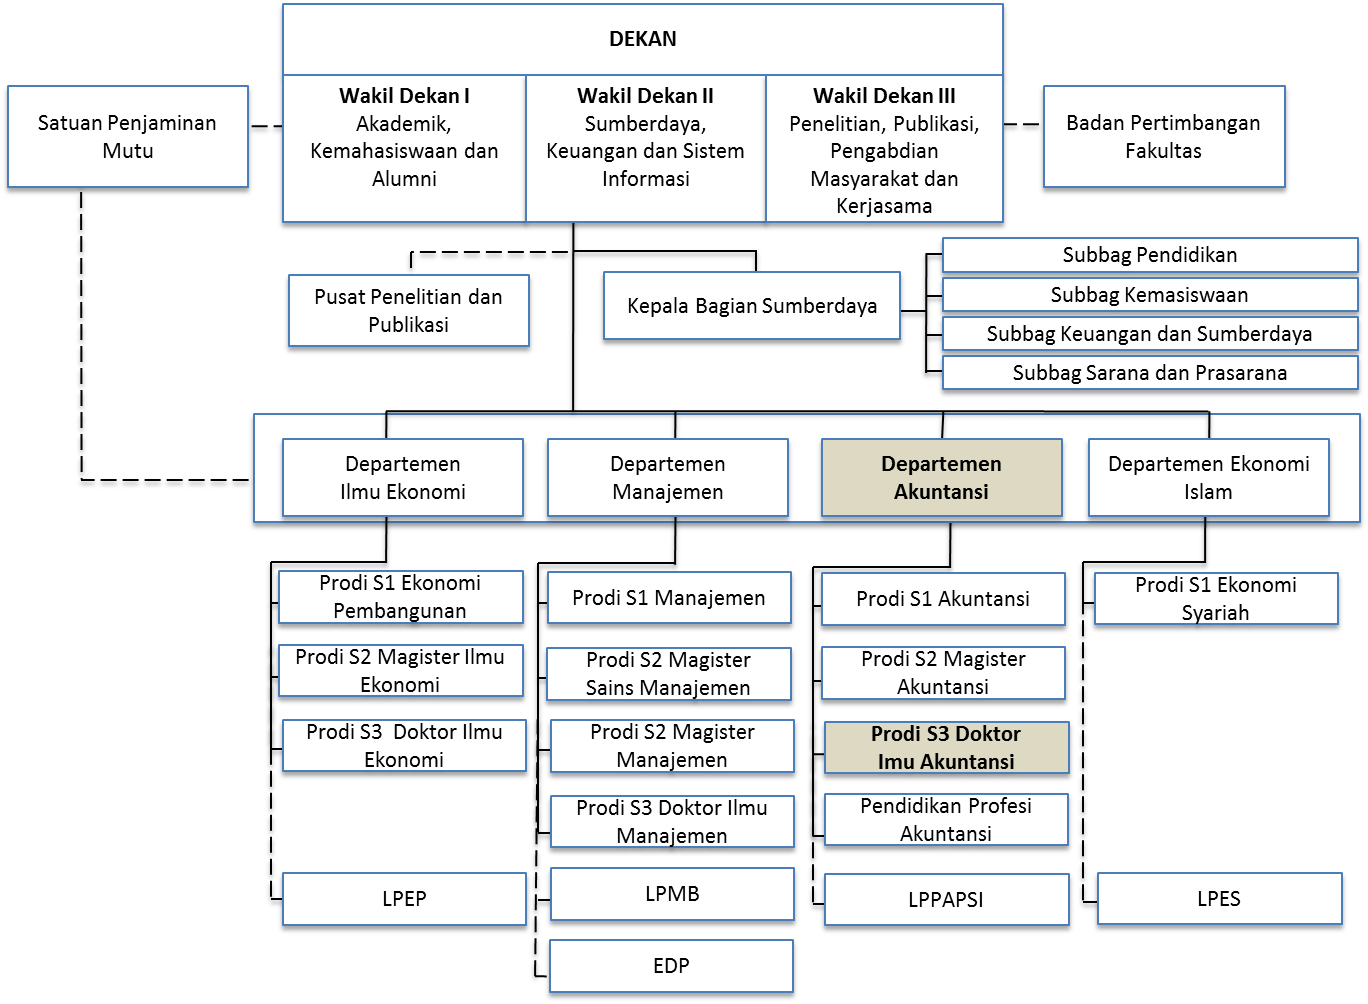 DEKAN
Wakil Dekan I
Akademik,
Kemahasiswaan dan
Alumni
Wakil Dekan II
Sumberdaya,
Keuangan dan Sistem
Informasi
Wakil Dekan III
Penelitian, Publikasi,
Pengabdian
Masyarakat dan
Kerjasama
Satuan Penjaminan
Mutu
Badan Pertimbangan
Fakultas
Pusat Penelitian dan
Publikasi
Kepala Bagian Sumberdaya
Subbag Pendidikan
Subbag Kemasiswaan
Subbag Keuangan dan Sumberdaya
Subbag Sarana dan Prasarana
Departemen
Ilmu Ekonomi
Departemen
Manajemen
Departemen
Akuntansi
Departemen Ekonomi
Islam
Prodi S1 Ekonomi
Pembangunan
Prodi S2 Magister Ilmu
Ekonomi
Prodi S3 Doktor Ilmu
Ekonomi
LPEP
Prodi S1 Manajemen
Prodi S2 Magister
Sains Manajemen
Prodi S2 Magister
Manajemen
Prodi S3 Doktor Ilmu
Manajemen
LPMB
EDP
Prodi S1 Akuntansi
Prodi S2 Magister
Akuntansi
Prodi S3 Doktor
Imu Akuntansi
Pendidikan Profesi
Akuntansi
LPPAPSI
Prodi S1 Ekonomi
Syariah
LPES